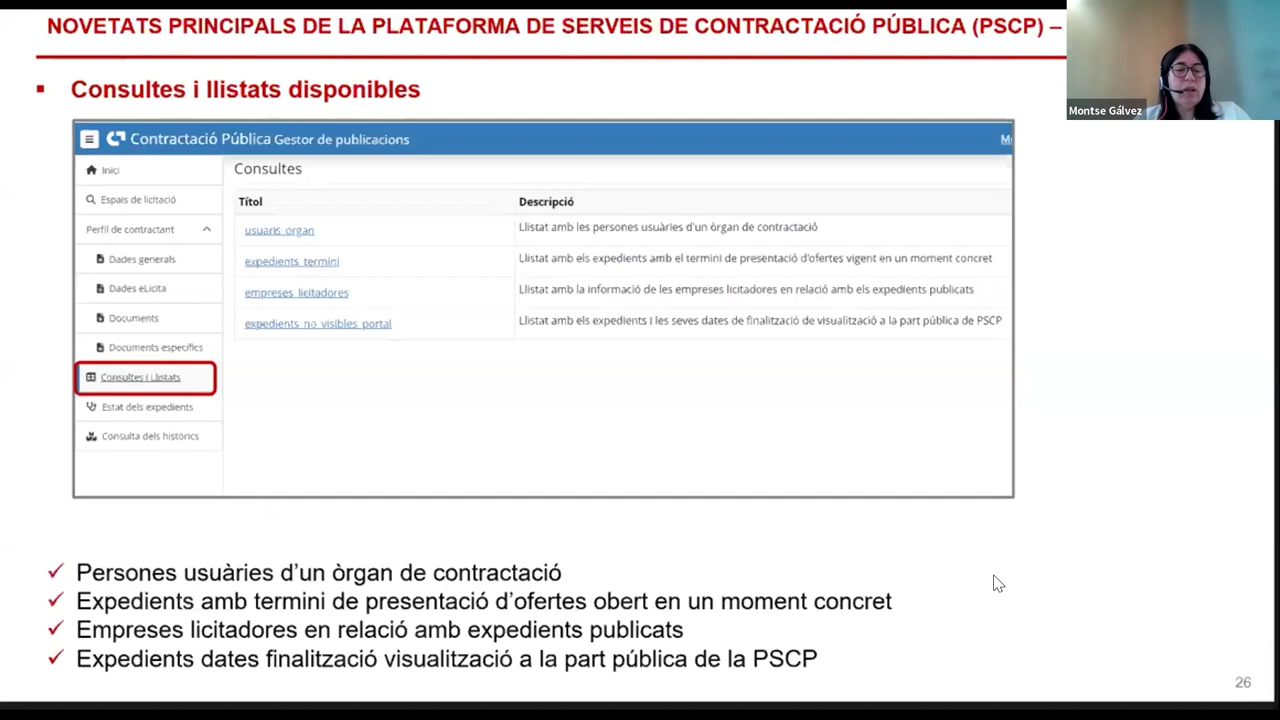 NOVETATS PRINCIPALS DE LA PLATAFORMA DE SERVEIS DE CONTRACTACIÓ PÚBLICA (PSCP) –
Montse Gálvez
Consultes i llistats disponibles
Contractació Pública Gestor de publicacions
Inici
Espais de licitació
Perfil de contractant
Dades generals
Dades eLicita
Documents
Documents específics
Consultes i Llistats
Estat dels expedients
Consulta dels històrics
Consultes
Títol Descripció
usuaris_organ Llistat amb les persones usuàries d'un òrgan de contractació
expedients_termini Llistat amb els expedients amb el termini de presentació d'ofertes vigent en un moment concret
empreses_licitadores Llistat amb la informació de les empreses licitadores en relació amb els expedients publicats
expedients_no_visibles_portal Llistat amb els expedients i les seves dates de finalització de visualització a la part pública de PSCP
Persones usuàries d'un òrgan de contractació
Expedients amb termini de presentació d'ofertes obert en un moment concret
Empreses licitadores en relació amb expedients publicats
Expedients dates finalització visualització a la part pública de la PSCP
26